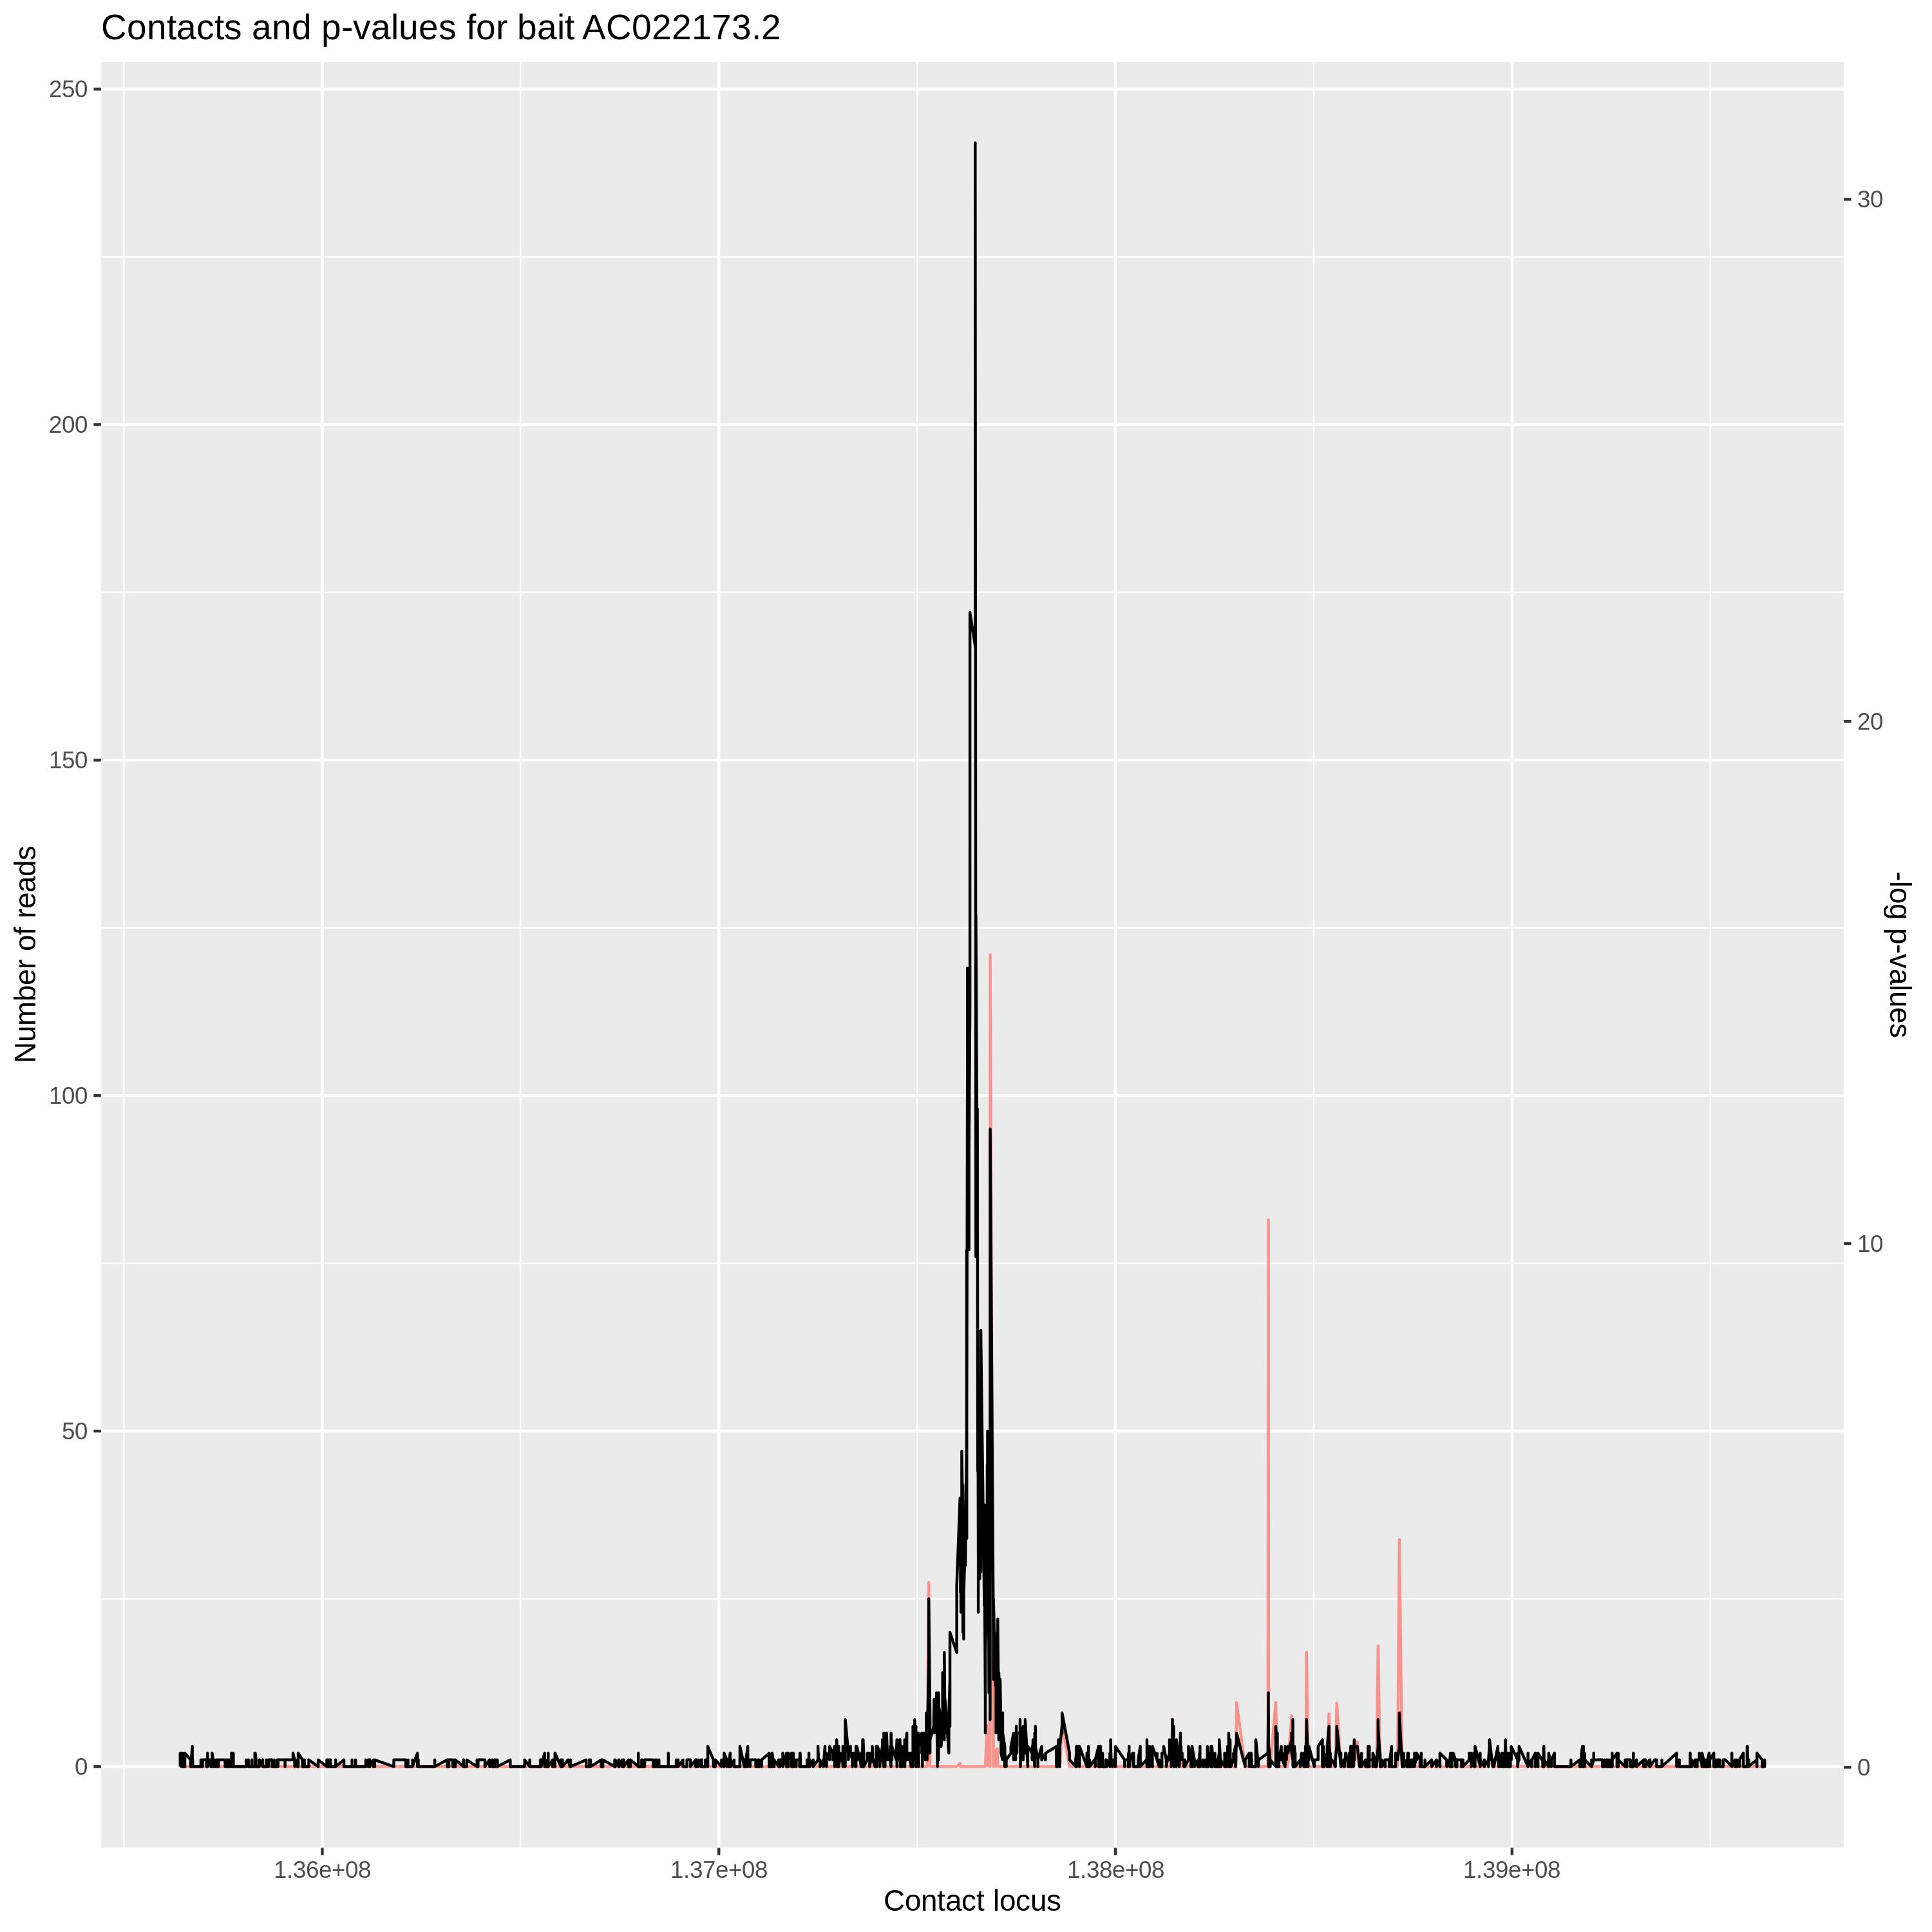 Contacts and p-values for bait AC022173.2
250
200
150
100
50
0
Number of reads
30
20
10
0
-log p-values
1.36e+08
1.37e+08
1.38e+08
1.39e+08
Contact locus